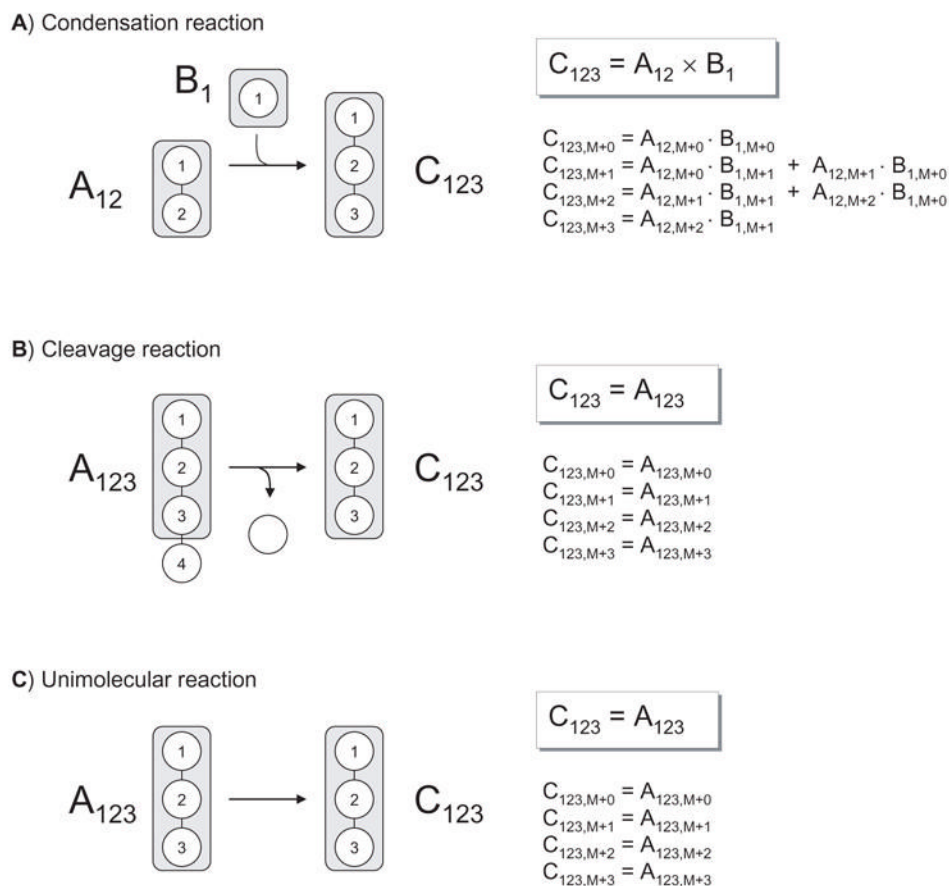 A) Condensation reaction
B₁
1
A₁₂
1
2
1
2
3
C₁₂₃
C₁₂₃ = A₁₂ × B₁
C₁₂₃,M+0 = A₁₂,M+0 · B₁,M+0
C₁₂₃,M+1 = A₁₂,M+0 · B₁,M+1 + A₁₂,M+1 · B₁,M+0
C₁₂₃,M+2 = A₁₂,M+1 · B₁,M+1 + A₁₂,M+2 · B₁,M+0
C₁₂₃,M+3 = A₁₂,M+2 · B₁,M+1
B) Cleavage reaction
A₁₂₃
1
2
3
4
1
2
3
C₁₂₃
C₁₂₃ = A₁₂₃
C₁₂₃,M+0 = A₁₂₃,M+0
C₁₂₃,M+1 = A₁₂₃,M+1
C₁₂₃,M+2 = A₁₂₃,M+2
C₁₂₃,M+3 = A₁₂₃,M+3
C) Unimolecular reaction
A₁₂₃
1
2
3
1
2
3
C₁₂₃
C₁₂₃ = A₁₂₃
C₁₂₃,M+0 = A₁₂₃,M+0
C₁₂₃,M+1 = A₁₂₃,M+1
C₁₂₃,M+2 = A₁₂₃,M+2
C₁₂₃,M+3 = A₁₂₃,M+3